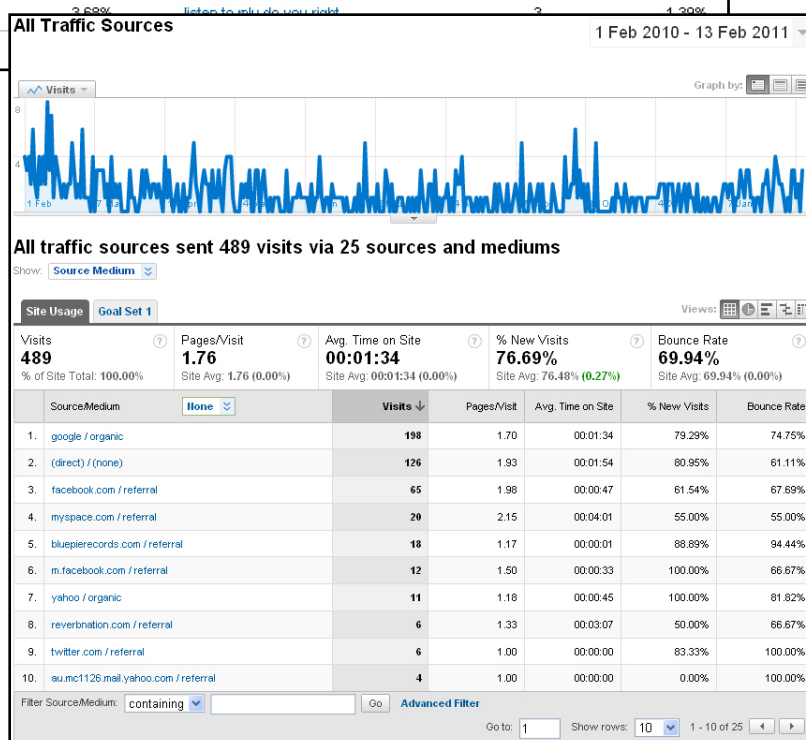 3.68% listen to mlu do you right 3 1.39%
All Traffic Sources
1 Feb 2010 - 13 Feb 2011
Visits
Graph by:
8
4
1 Feb
All traffic sources sent 489 visits via 25 sources and mediums
Show: Source Medium
Site Usage Goal Set 1 Views:
Visits ? Pages/Visit ? Avg. Time on Site ? % New Visits ? Bounce Rate ?
489 1.76 00:01:34 76.69% 69.94%
% of Site Total: 100.00% Site Avg: 1.76 (0.00%) Site Avg: 00:01:34 (0.00%) Site Avg: 76.48% (0.27%) Site Avg: 69.94% (0.00%)
Source/Medium None Visits Pages/Visit Avg. Time on Site % New Visits Bounce Rate
1. google / organic 198 1.70 00:01:34 79.29% 74.75%
2. (direct) / (none) 126 1.93 00:01:54 80.95% 61.11%
3. facebook.com / referral 65 1.98 00:00:47 61.54% 67.69%
4. myspace.com / referral 20 2.15 00:04:01 55.00% 55.00%
5. bluepierecords.com / referral 18 1.17 00:00:01 88.89% 94.44%
6. m.facebook.com / referral 12 1.50 00:00:33 100.00% 66.67%
7. yahoo / organic 11 1.18 00:00:45 100.00% 81.82%
8. reverbnation.com / referral 6 1.33 00:03:07 50.00% 66.67%
9. twitter.com / referral 6 1.00 00:00:00 83.33% 100.00%
10. au.mc1126.mail.yahoo.com / referral 4 1.00 00:00:00 0.00% 100.00%
Filter Source/Medium: containing Go Advanced Filter
Go to: 1 Show rows: 10 1 - 10 of 25